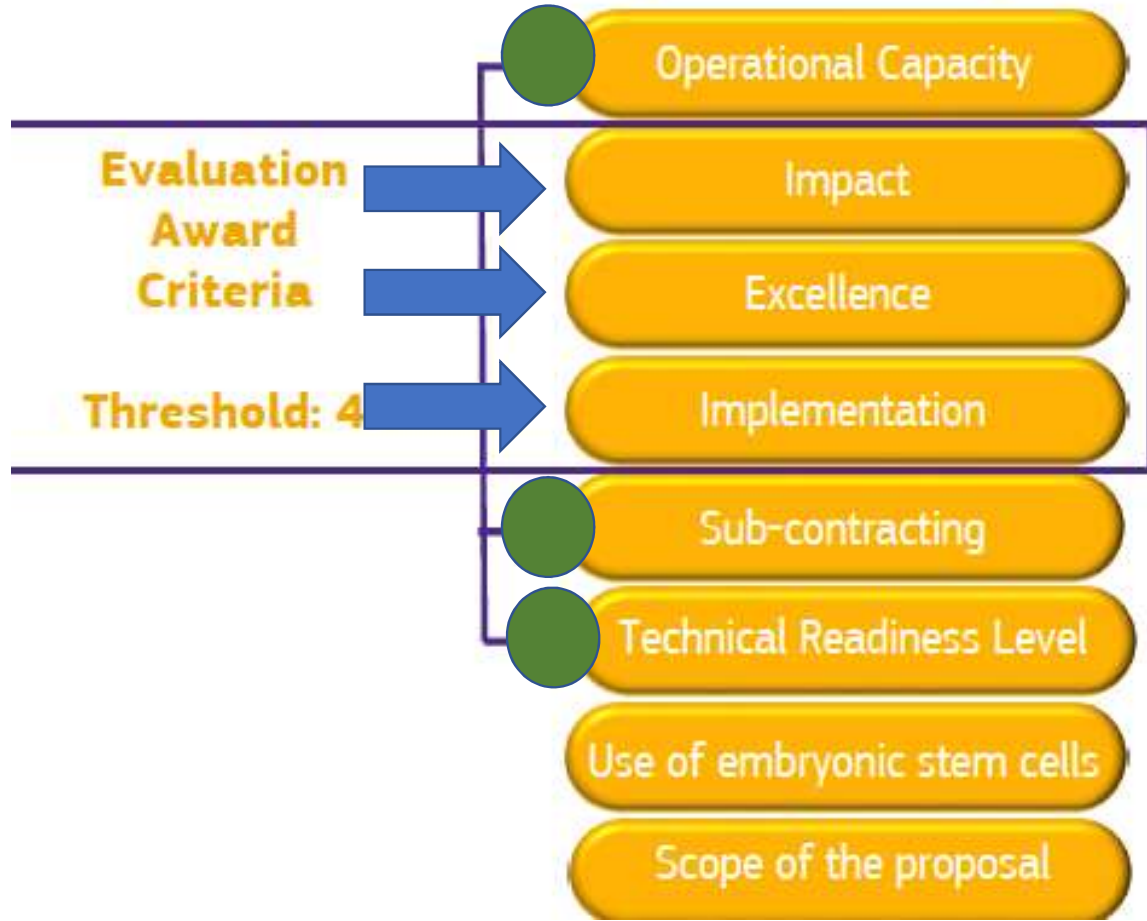 Operational Capacity
Evaluation
Award
Criteria
Threshold: 4
Impact
Excellence
Implementation
Sub-contracting
Technical Readiness Level
Use of embryonic stem cells
Scope of the proposal